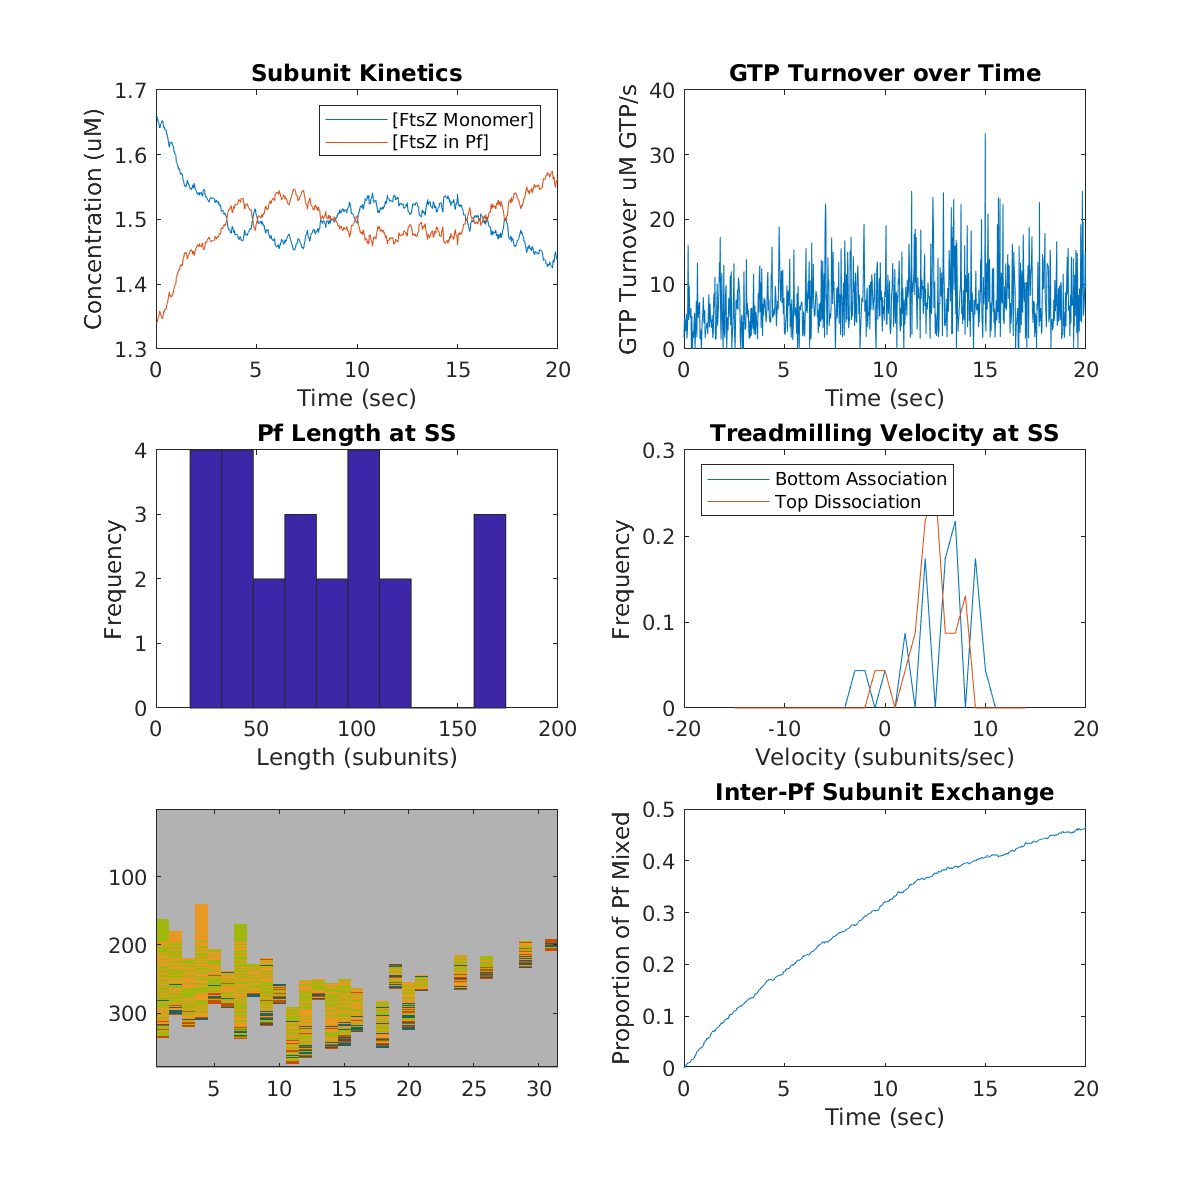 Subunit Kinetics
1.7
1.6
1.5
1.4
1.3
Concentration (uM)
[FtsZ Monomer]
[FtsZ in Pf]
0 5 10 15 20
Time (sec)
GTP Turnover over Time
40
30
20
10
0
GTP Turnover uM GTP/s
0 5 10 15 20
Time (sec)
Pf Length at SS
4
3
2
1
0
Frequency
0 50 100 150 200
Length (subunits)
Treadmilling Velocity at SS
0.3
0.2
0.1
0
Frequency
Bottom Association
Top Dissociation
-20 -10 0 10 20
Velocity (subunits/sec)
100
200
300
5 10 15 20 25 30
Inter-Pf Subunit Exchange
0.5
0.4
0.3
0.2
0.1
0
Proportion of Pf Mixed
0 5 10 15 20
Time (sec)